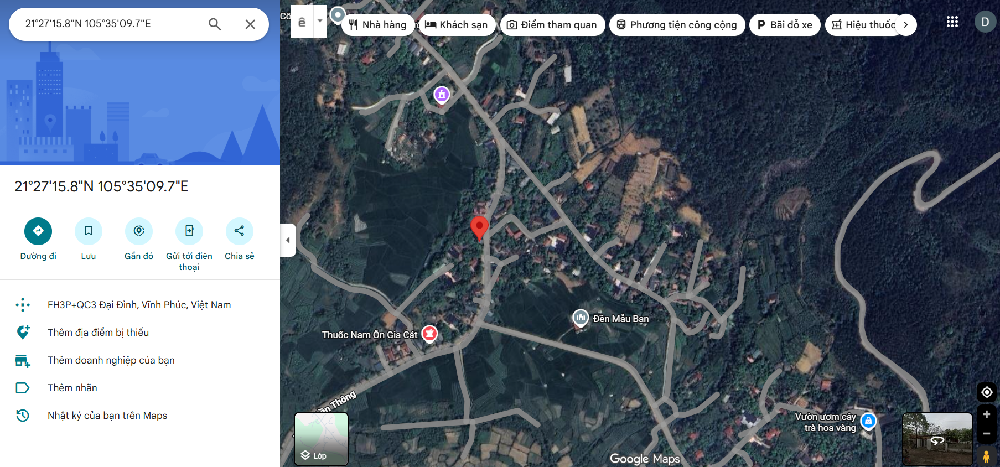 21°27'15.8"N 105°35'09.7"E
Nhà hàng
Khách sạn
Điểm tham quan
Phương tiện công cộng
Bãi đỗ xe
Hiệu thuốc
D
21°27'15.8"N 105°35'09.7"E
Đường đi
Lưu
Gần đó
Gửi tới điện
thoại
Chia sẻ
FH3P+QC3 Đại Đình, Vĩnh Phúc, Việt Nam
Thêm địa điểm bị thiếu
Thêm doanh nghiệp của bạn
Thêm nhãn
Nhật ký của bạn trên Maps
Đền Mẫu Ban
Thuốc Nam Ôn Gia Cát
Thông
Vườn ươm cây
trà hoa vàng
Lớp
Google Maps